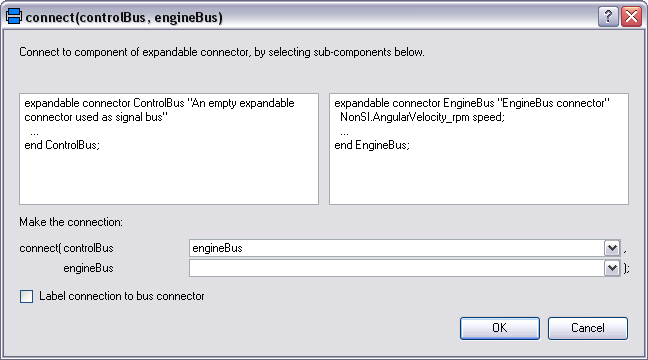 connect(controlBus, engineBus)
Connect to component of expandable connector, by selecting sub-components below.
expandable connector ControlBus "An empty expandable
connector used as signal bus"
...
end ControlBus;
expandable connector EngineBus "EngineBus connector"
NonSI.AngularVelocity_rpm speed;
...
end EngineBus;
Make the connection:
connect( controlBus engineBus ,
engineBus );
Label connection to bus connector
OK Cancel